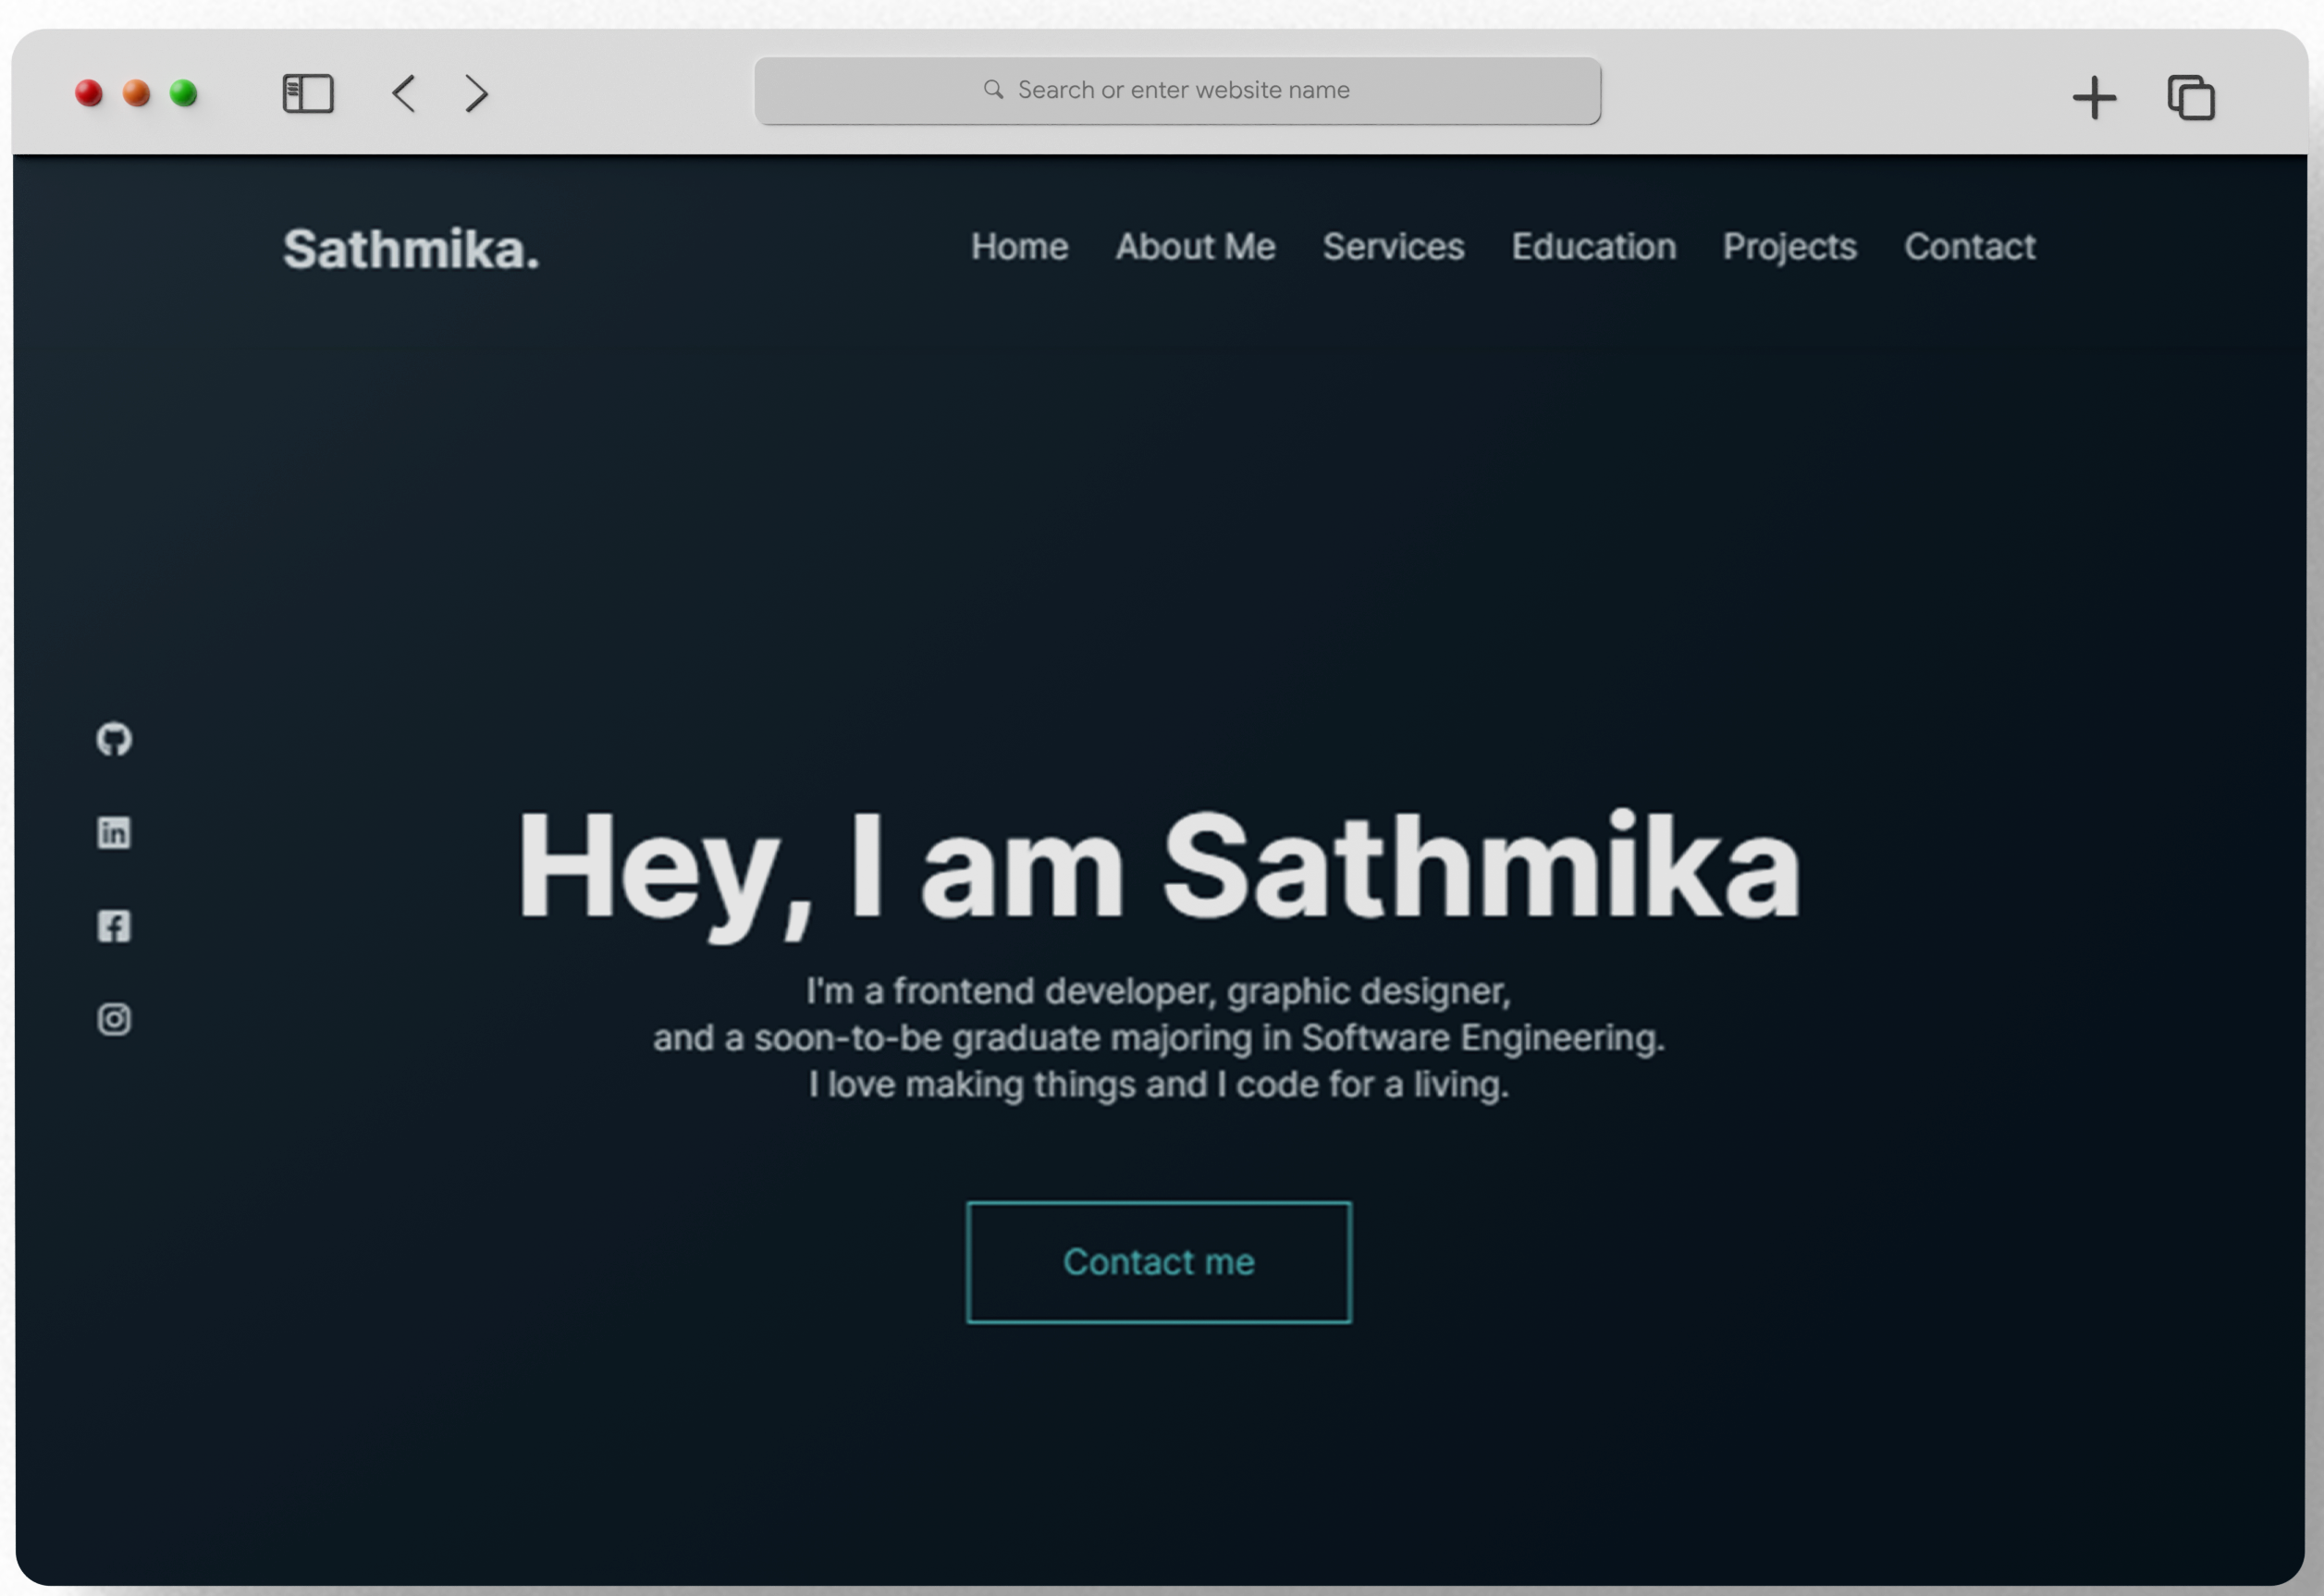 Search or enter website name
Sathmika.
Home About Me Services Education Projects Contact
Hey, I am Sathmika
I'm a frontend developer, graphic designer,
and a soon-to-be graduate majoring in Software Engineering.
I love making things and I code for a living.
Contact me